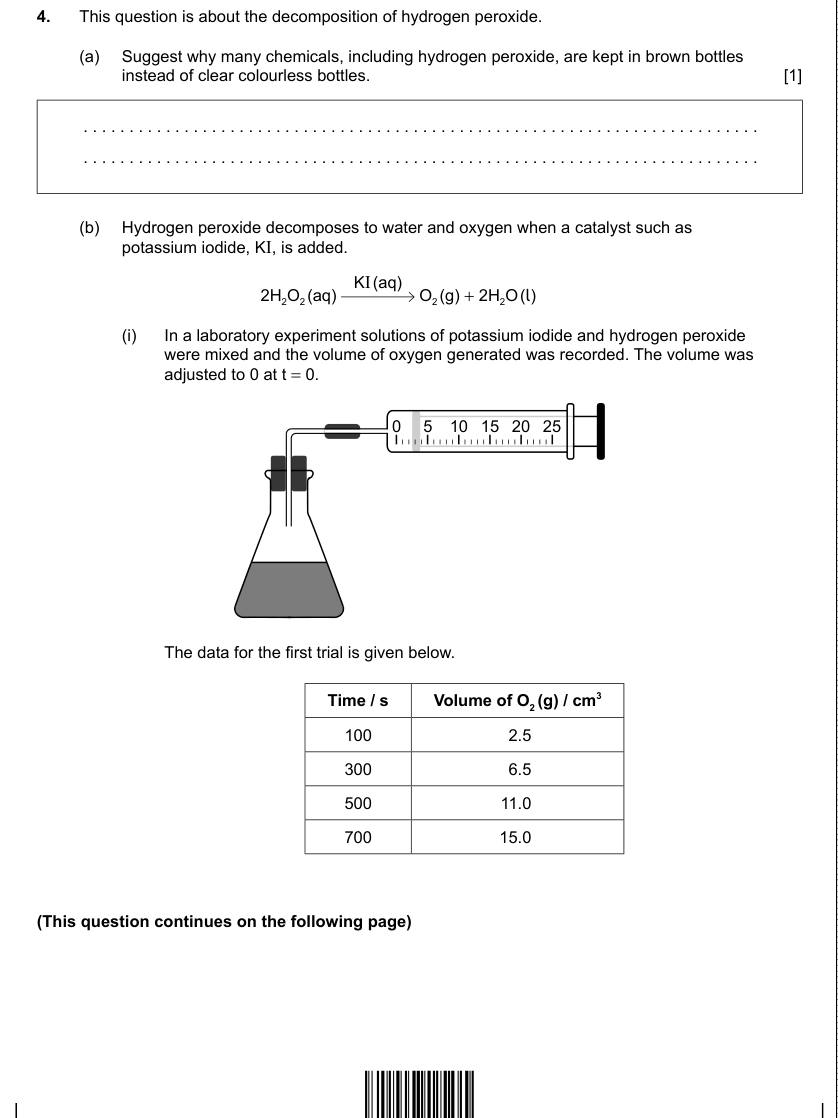 4. This question is about the decomposition of hydrogen peroxide.
(a) Suggest why many chemicals, including hydrogen peroxide, are kept in brown bottles
instead of clear colourless bottles. [1]
(b) Hydrogen peroxide decomposes to water and oxygen when a catalyst such as
potassium iodide, KI, is added.
KI (aq)
2H₂O₂ (aq) ⟶ O₂ (g) + 2H₂O (l)
(i) In a laboratory experiment solutions of potassium iodide and hydrogen peroxide
were mixed and the volume of oxygen generated was recorded. The volume was
adjusted to 0 at t = 0.
0 5 10 15 20 25
The data for the first trial is given below.
Time / s Volume of O₂ (g) / cm³
100 2.5
300 6.5
500 11.0
700 15.0
(This question continues on the following page)